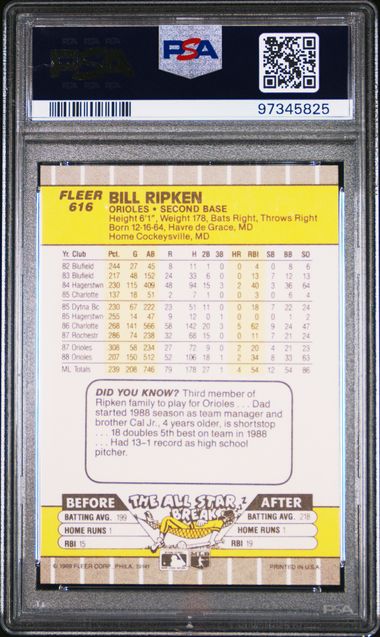 PSA
PSA
97345825
FLEER
616
BILL RIPKEN
ORIOLES • SECOND BASE
Height 6'1", Weight 178, Bats Right, Throws Right
Born 12-16-64, Havre de Grace, MD
Home Cockeysville, MD
Yr. Club Pct. G AB R H 2B 3B HR RBI SB BB SO
82 Blufield 244 27 45 8 11 1 0 0 4 0 8 6
83 Bluefild 217 48 152 24 33 6 0 0 13 7 12 13
84 Hagerstwn 230 115 409 48 94 15 3 2 40 3 36 64
85 Charlotte 137 18 51 2 7 1 0 0 3 0 6 4
85 Dytna Bc 230 67 222 23 51 11 0 0 18 7 22 24
85 Hagerstwn 255 14 47 9 12 0 1 0 0 0 1 2
86 Charlotte 268 141 566 58 142 20 3 5 62 9 24 47
87 Rochestr 286 74 238 32 68 15 0 0 11 7 21 24
87 Orioles 308 58 234 27 72 9 0 2 20 4 21 23
88 Orioles 207 150 512 52 106 18 1 2 34 8 33 63
ML Totals 239 208 746 79 178 27 1 4 54 12 54 86
DID YOU KNOW? Third member of
Ripken family to play for Orioles . . . Dad
started 1988 season as team manager and
brother Cal Jr., 4 years older, is shortstop
. . . 18 doubles 5th best on team in 1988 . . .
. . . Had 13-1 record as high school
pitcher.
BEFORE THE ALL STAR BREAK AFTER
BATTING AVG. 199 BATTING AVG. 218
HOME RUNS 1 HOME RUNS 1
RBI 15 RBI 19
© 1989 FLEER CORP., PHILA. 19141 PRINTED IN U.S.A.